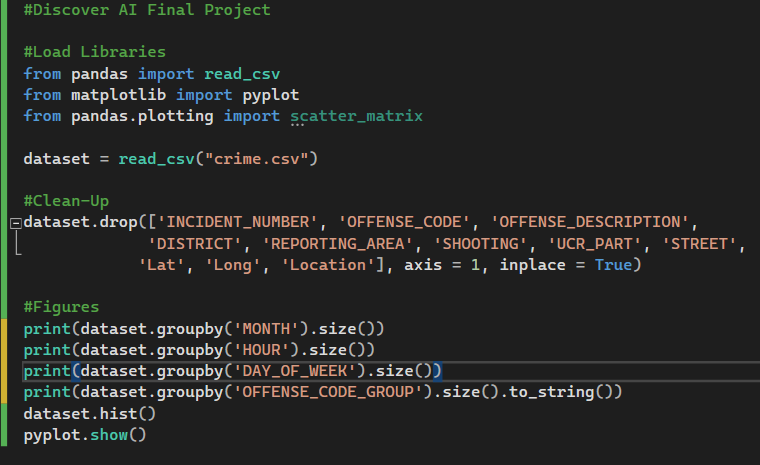 #Discover AI Final Project
#Load Libraries
from pandas import read_csv
from matplotlib import pyplot
from pandas.plotting import scatter_matrix
dataset = read_csv("crime.csv")
#Clean-Up
dataset.drop(['INCIDENT_NUMBER', 'OFFENSE_CODE', 'OFFENSE_DESCRIPTION',
'DISTRICT', 'REPORTING_AREA', 'SHOOTING', 'UCR_PART', 'STREET',
'Lat', 'Long', 'Location'], axis = 1, inplace = True)
#Figures
print(dataset.groupby('MONTH').size())
print(dataset.groupby('HOUR').size())
print(dataset.groupby('DAY_OF_WEEK').size())
print(dataset.groupby('OFFENSE_CODE_GROUP').size().to_string())
dataset.hist()
pyplot.show()